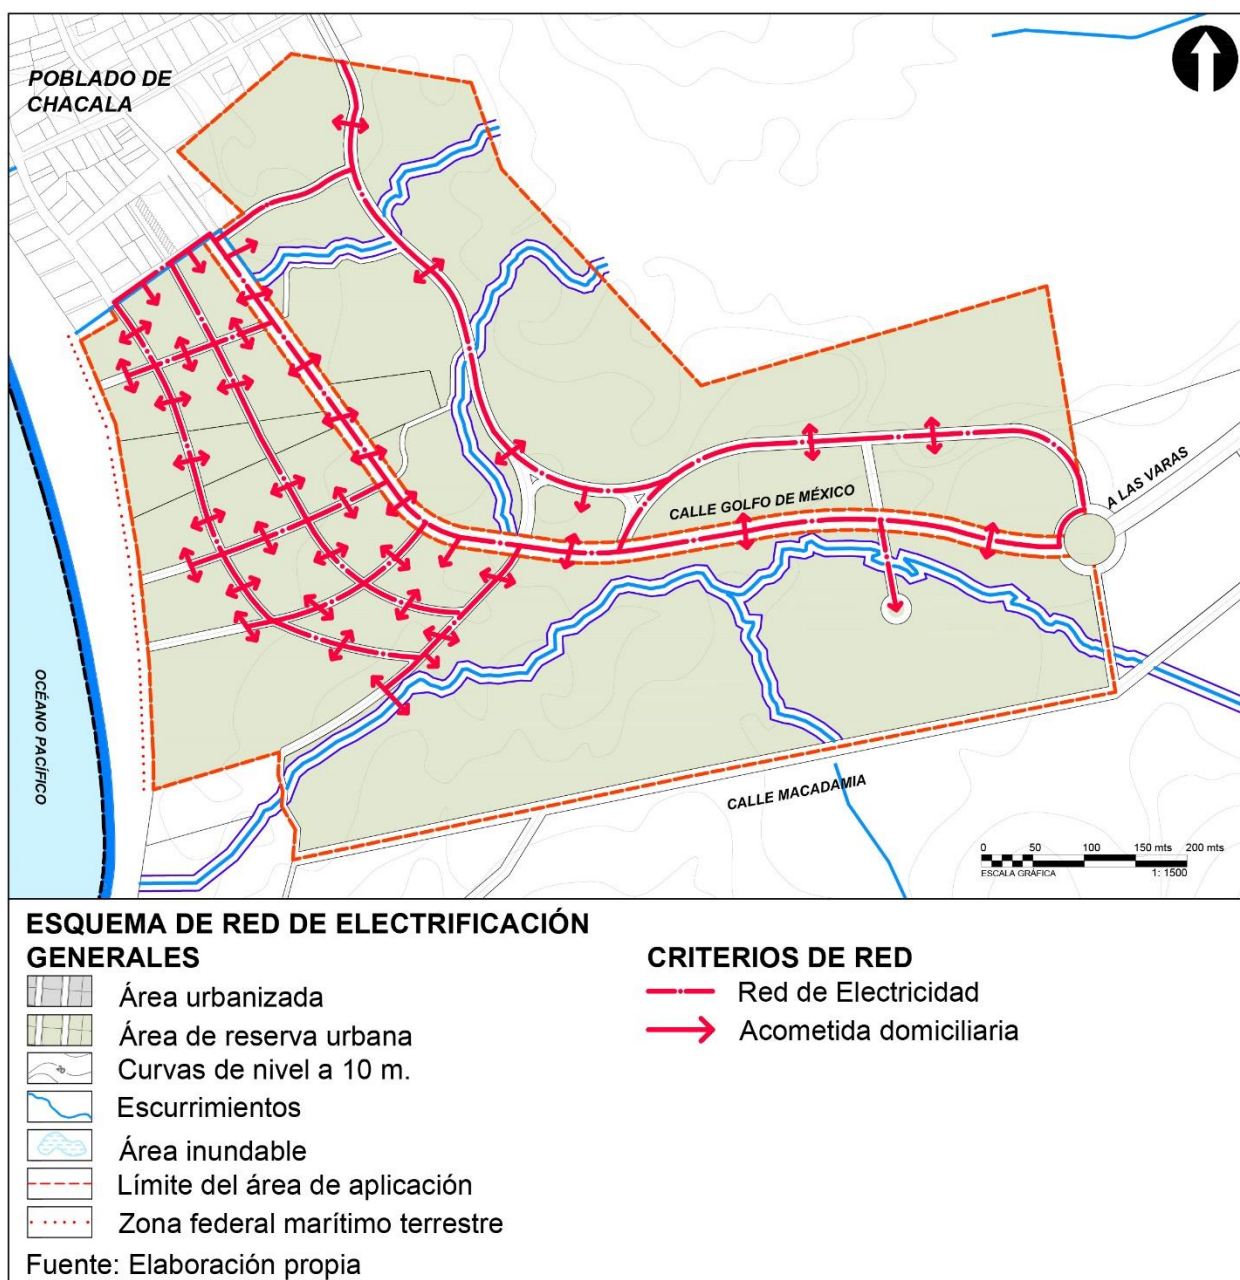 POBLADO DE
CHACALA
A LAS VARAS
CALLE GOLFO DE MÉXICO
OCÉANO PACÍFICO
CALLE MACADAMIA
0 50 100 150 mts 200 mts
ESCALA GRÁFICA 1: 1500
ESQUEMA DE RED DE ELECTRIFICACIÓN
GENERALES
Área urbanizada
Área de reserva urbana
20
Curvas de nivel a 10 m.
Escurrimientos
Área inundable
Límite del área de aplicación
Zona federal marítimo terrestre
Fuente: Elaboración propia
CRITERIOS DE RED
Red de Electricidad
Acometida domiciliaria